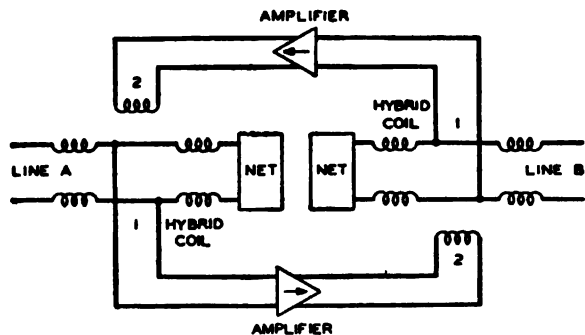 AMPLIFIER
2
HYBRID
COIL
1
LINE A
NET
NET
LINE B
1
HYBRID
COIL
2
AMPLIFIER